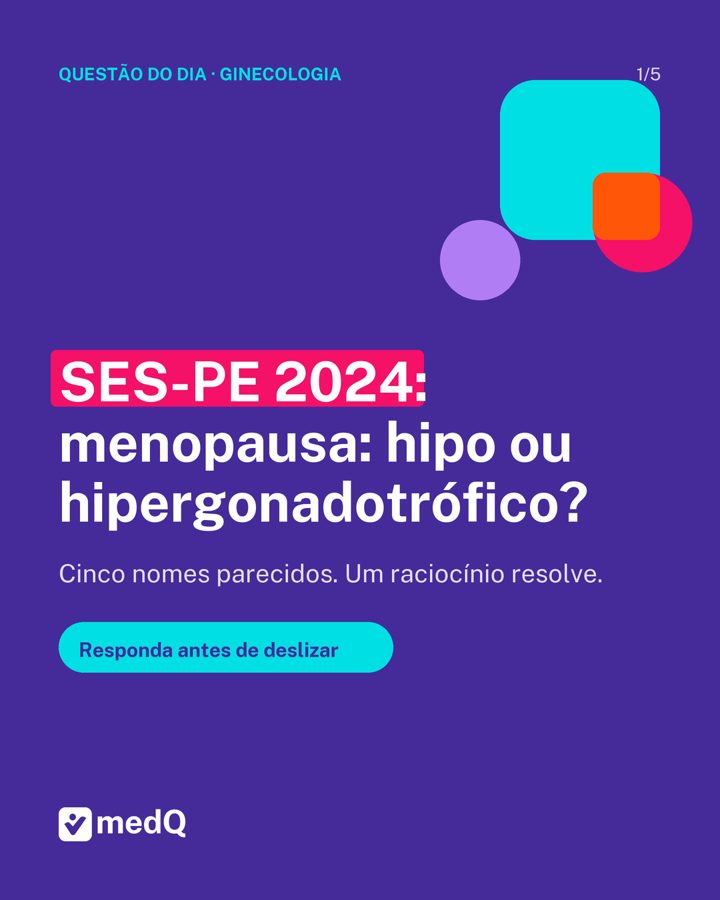 QUESTÃO DO DIA · GINECOLOGIA
1/5
SES-PE 2024:
menopausa: hipo ou
hipergonadotrófico?
Cinco nomes parecidos. Um raciocínio resolve.
Responda antes de deslizar
medQ